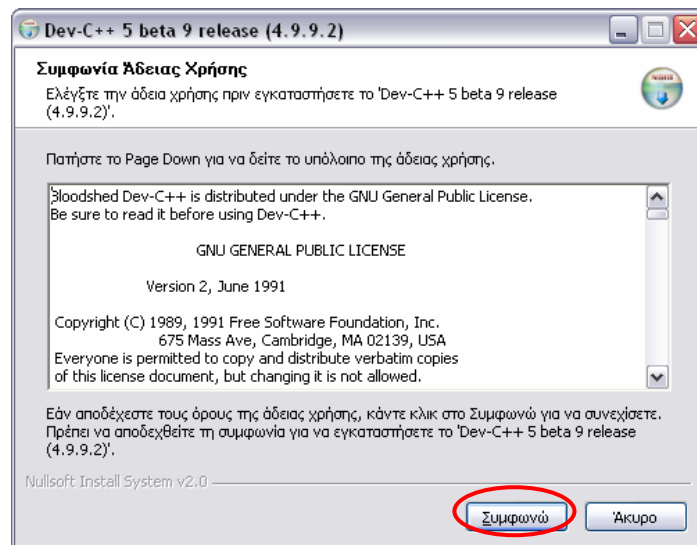 Dev-C++ 5 beta 9 release (4.9.9.2)
Συμφωνία Άδειας Χρήσης
Ελέγξτε την άδεια χρήσης πριν εγκαταστήσετε το 'Dev-C++ 5 beta 9 release
(4.9.9.2)'.
Πατήστε το Page Down για να δείτε το υπόλοιπο της άδειας χρήσης.
Bloodshed Dev-C++ is distributed under the GNU General Public License.
Be sure to read it before using Dev-C++.
GNU GENERAL PUBLIC LICENSE
Version 2, June 1991
Copyright (C) 1989, 1991 Free Software Foundation, Inc.
675 Mass Ave, Cambridge, MA 02139, USA
Everyone is permitted to copy and distribute verbatim copies
of this license document, but changing it is not allowed.
Εάν αποδέχεστε τους όρους της άδειας χρήσης, κάντε κλικ στο Συμφωνώ για να συνεχίσετε.
Πρέπει να αποδεχθείτε τη συμφωνία για να εγκαταστήσετε το 'Dev-C++ 5 beta 9 release
(4.9.9.2)'.
Nullsoft Install System v2.0
Συμφωνώ
Άκυρο